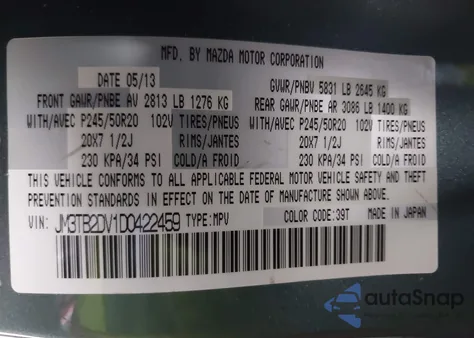 MFD. BY MAZDA MOTOR CORPORATION
DATE 05/13 GVWR/PNBV 5831 LB 2645 KG
FRONT GAWR/PNBE AV 2813 LB 1276 KG REAR GAWR/PNBE AR 3086 LB 1400 KG
WITH/AVEC P245/50R20 102V TIRES/PNEUS WITH/AVEC P245/50R20 102V TIRES/PNEUS
20X7 1/2J RIMS/JANTES 20X7 1/2J RIMS/JANTES
230 KPA/34 PSI COLD/A FROID 230 KPA/34 PSI COLD/A FROID
THIS VEHICLE CONFORMS TO ALL APPLICABLE FEDERAL MOTOR VEHICLE SAFETY AND THEFT
PREVENTION STANDARDS IN EFFECT ON THE DATE OF MANUFACTURE SHOWN ABOVE.
VIN: JM3TB2DV1D0422459 TYPE:MPV COLOR CODE:39T MADE IN JAPAN
autoSnap